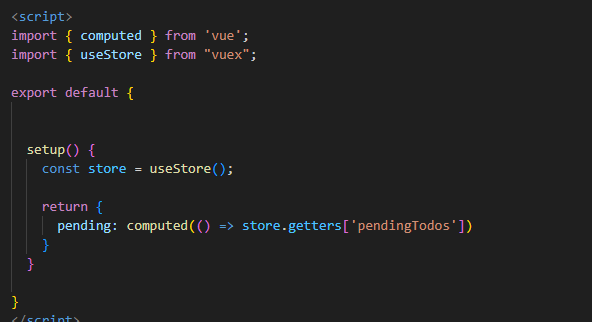 <script>
import { computed } from 'vue';
import { useStore } from "vuex";
export default {
setup() {
const store = useStore();
return {
pending: computed(() => store.getters['pendingTodos'])
}
}
}
</script>